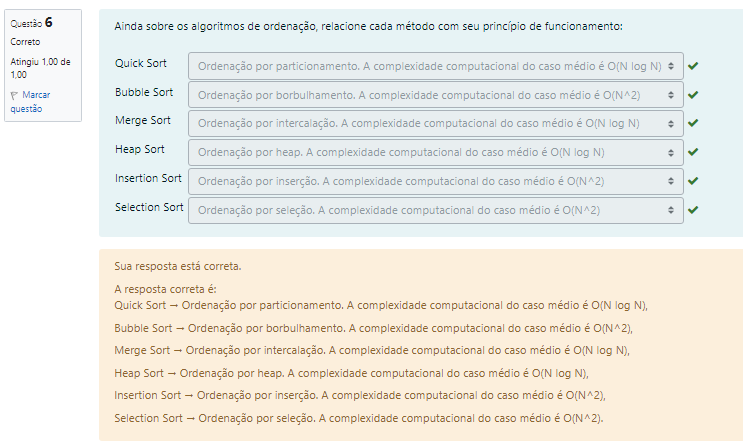 Questão 6
Correto
Atingiu 1,00 de
1,00
Marcar
questão
Ainda sobre os algoritmos de ordenação, relacione cada método com seu princípio de funcionamento:
Quick Sort Ordenação por particionamento. A complexidade computacional do caso médio é O(N log N)
Bubble Sort Ordenação por borbulhamento. A complexidade computacional do caso médio é O(N^2)
Merge Sort Ordenação por intercalação. A complexidade computacional do caso médio é O(N log N)
Heap Sort Ordenação por heap. A complexidade computacional do caso médio é O(N log N)
Insertion Sort Ordenação por inserção. A complexidade computacional do caso médio é O(N^2)
Selection Sort Ordenação por seleção. A complexidade computacional do caso médio é O(N^2)
Sua resposta está correta.
A resposta correta é:
Quick Sort → Ordenação por particionamento. A complexidade computacional do caso médio é O(N log N),
Bubble Sort → Ordenação por borbulhamento. A complexidade computacional do caso médio é O(N^2),
Merge Sort → Ordenação por intercalação. A complexidade computacional do caso médio é O(N log N),
Heap Sort → Ordenação por heap. A complexidade computacional do caso médio é O(N log N),
Insertion Sort → Ordenação por inserção. A complexidade computacional do caso médio é O(N^2),
Selection Sort → Ordenação por seleção. A complexidade computacional do caso médio é O(N^2).